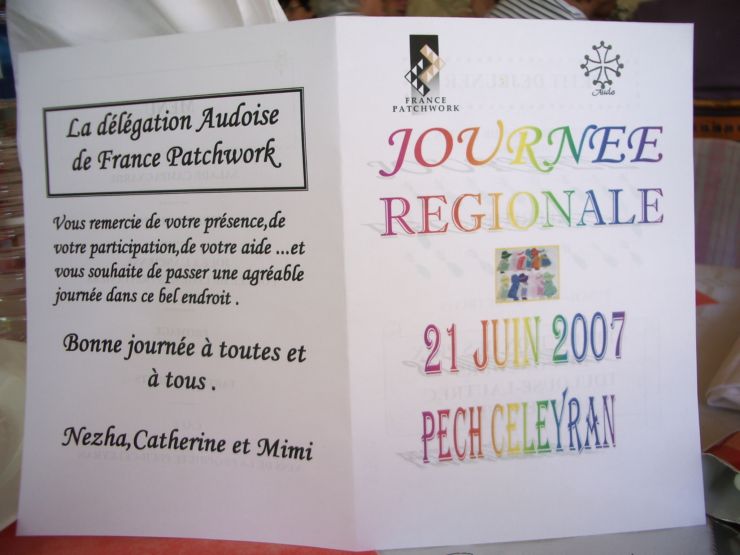 La délégation Audoise
de France Patchwork
Vous remercie de votre présence,de
votre participation,de votre aide ...et
vous souhaite de passer une agréable
journée dans ce bel endroit .
Bonne journée à toutes et
à tous .
Nezha,Catherine et Mimi
FRANCE
PATCHWORK
Aude
JOURNEE
REGIONALE
21 JUIN 2007
PECH CELEYRAN